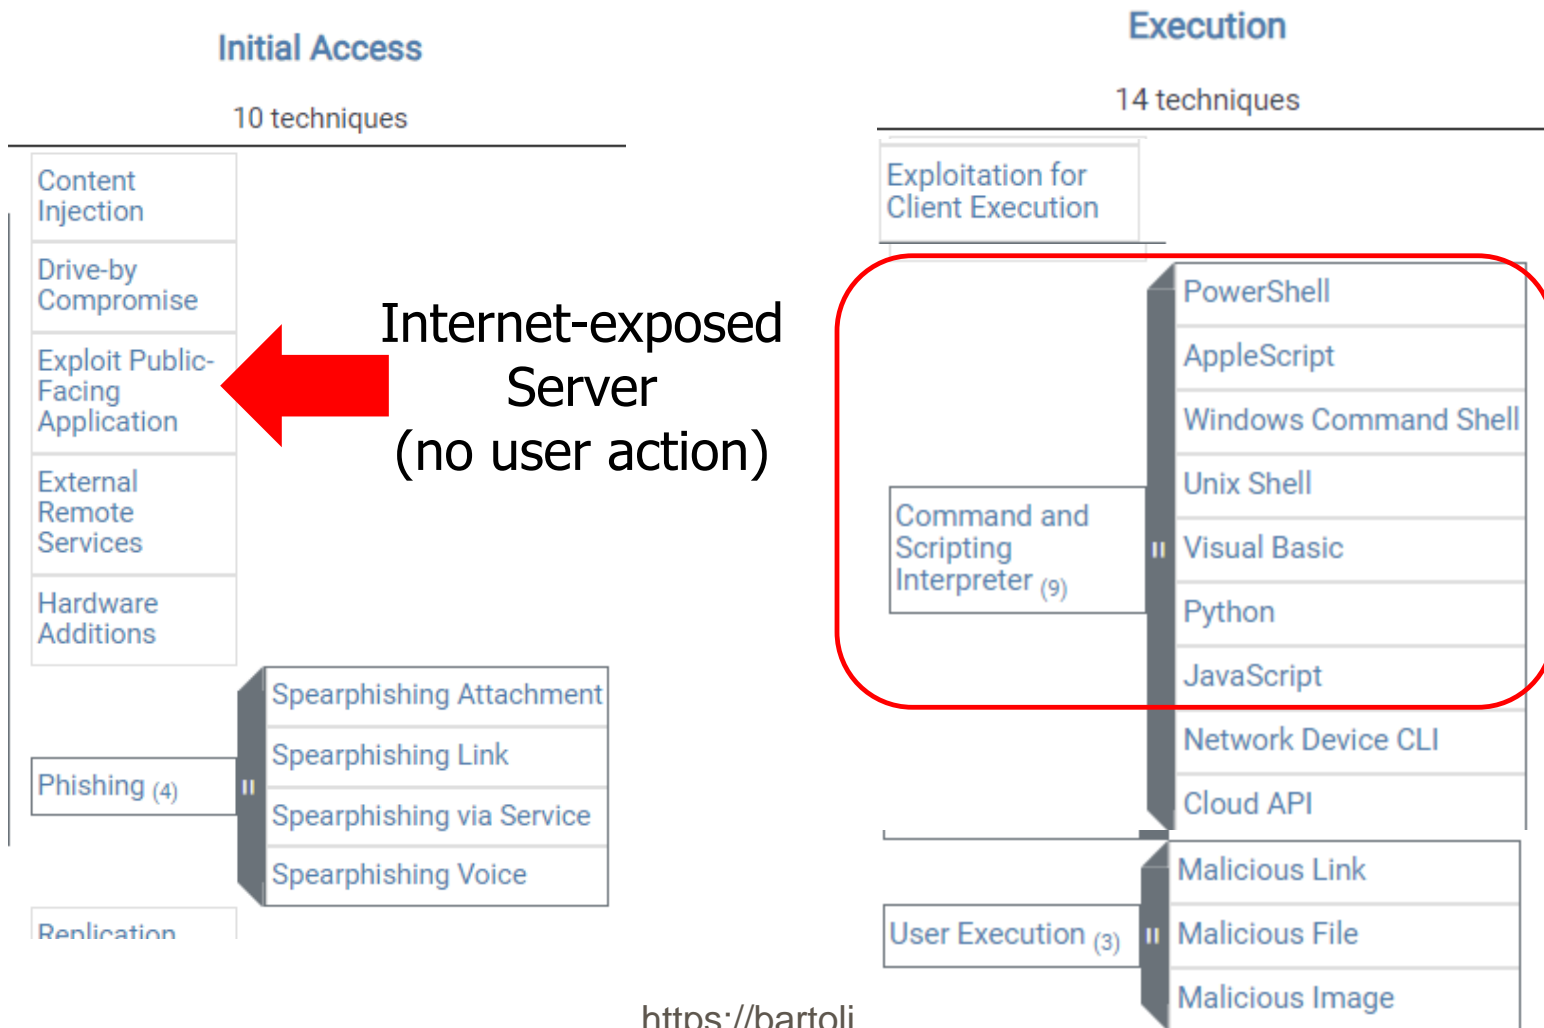 Initial Access
10 techniques
Content
Injection
Drive-by
Compromise
Exploit Public-
Facing
Application
External
Remote
Services
Hardware
Additions
Phishing (4)
Spearphishing Attachment
Spearphishing Link
Spearphishing via Service
Spearphishing Voice
Replication
Internet-exposed
Server
(no user action)
Execution
14 techniques
Exploitation for
Client Execution
Command and
Scripting
Interpreter (9)
PowerShell
AppleScript
Windows Command Shell
Unix Shell
Visual Basic
Python
JavaScript
Network Device CLI
Cloud API
User Execution (3)
Malicious Link
Malicious File
Malicious Image
https://bartoli